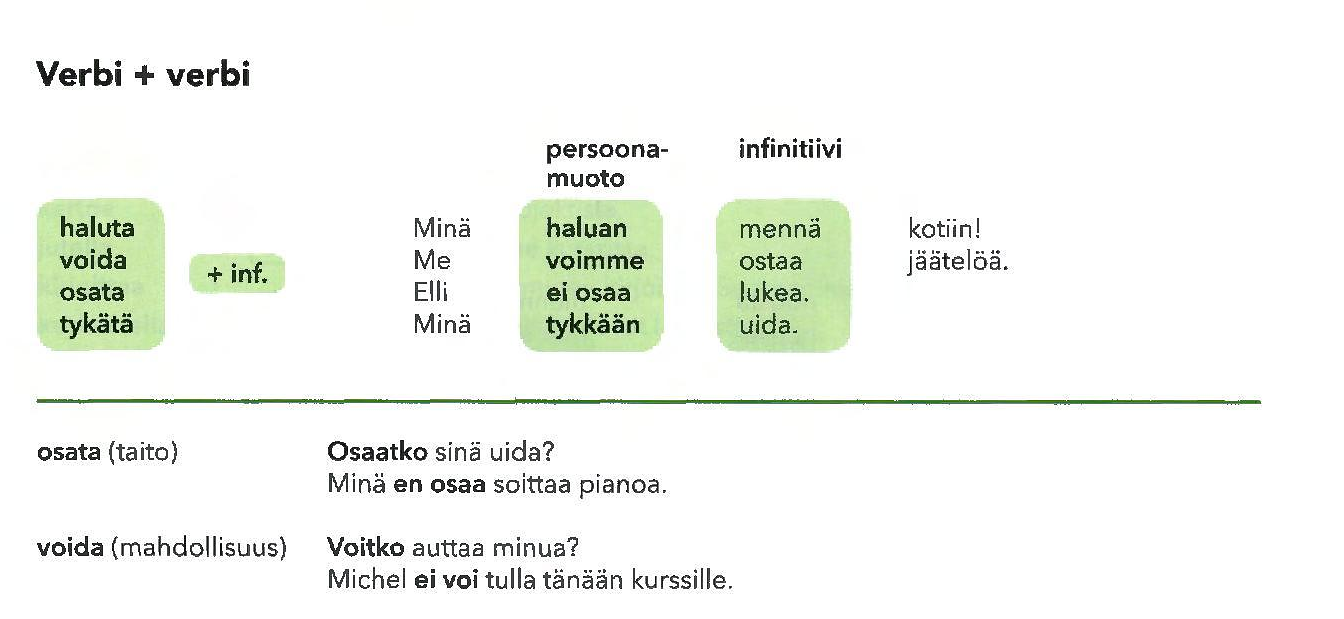 Verbi + verbi
persoona-
muoto
infinitiivi
haluta
voida
osata
tykätä
+ inf.
Minä haluan mennä kotiin!
Me voimme ostaa jäätelöä.
Elli ei osaa lukea.
Minä tykkään uida.
osata (taito)
Osaatko sinä uida?
Minä en osaa soittaa pianoa.
voida (mahdollisuus)
Voitko auttaa minua?
Michel ei voi tulla tänään kurssille.